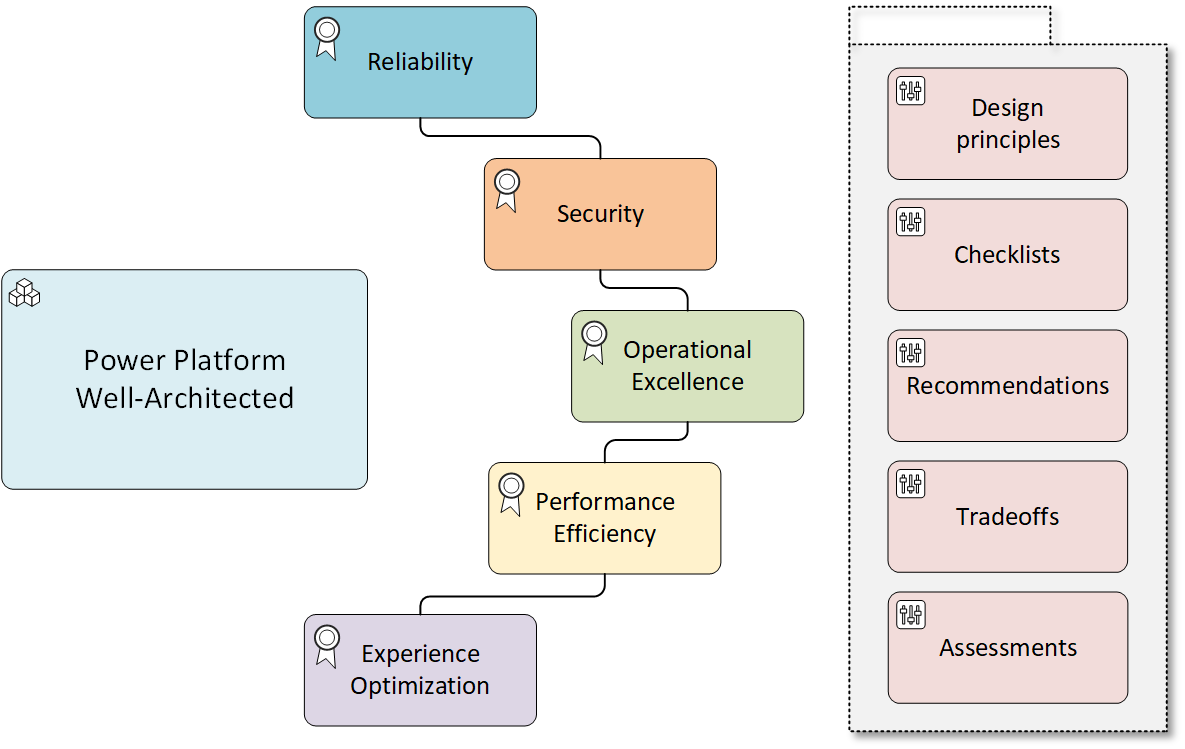 Power Platform
Well-Architected
Reliability
Security
Operational
Excellence
Performance
Efficiency
Experience
Optimization
Design
principles
Checklists
Recommendations
Tradeoffs
Assessments